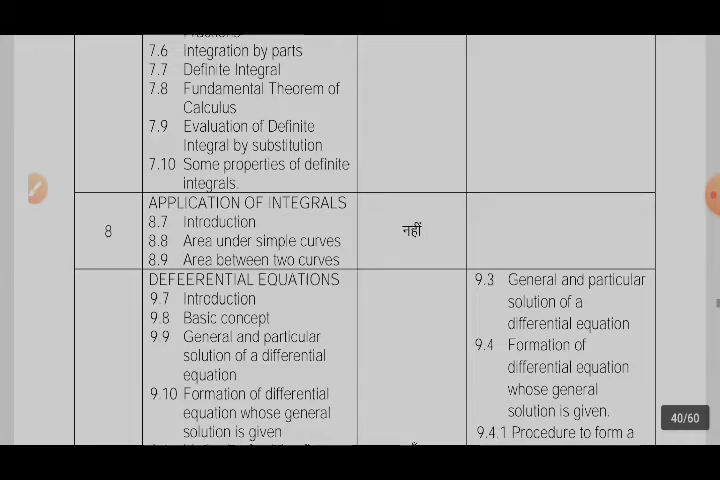 7.6 Integration by parts
7.7 Definite Integral
7.8 Fundamental Theorem of
Calculus
7.9 Evaluation of Definite
Integral by substitution
7.10 Some properties of definite
integrals.
8
APPLICATION OF INTEGRALS
8.7 Introduction
8.8 Area under simple curves
8.9 Area between two curves
नहीं
DEFEERENTIAL EQUATIONS
9.7 Introduction
9.8 Basic concept
9.9 General and particular
solution of a differential
equation
9.10 Formation of differential
equation whose general
solution is given
9.3 General and particular
solution of a
differential equation
9.4 Formation of
differential equation
whose general
solution is given.
9.4.1 Procedure to form a
40/60